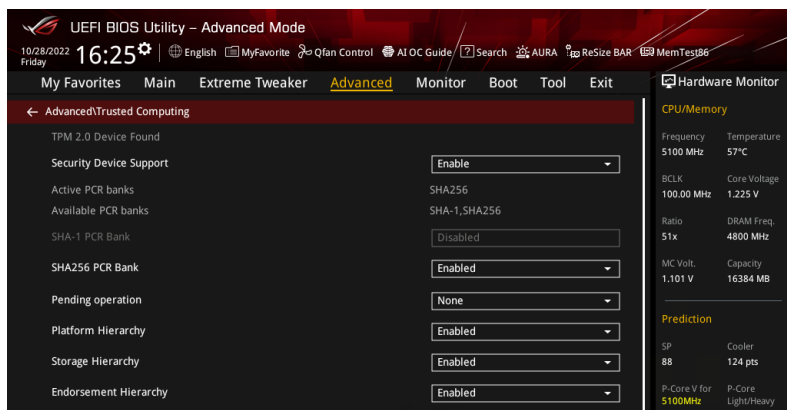 UEFI BIOS Utility – Advanced Mode
10/28/2022 Friday 16:25 English MyFavorite Qfan Control AI OC Guide ? Search AURA ReSize BAR MemTest86
My Favorites Main Extreme Tweaker Advanced Monitor Boot Tool Exit
← Advanced\Trusted Computing
TPM 2.0 Device Found
Security Device Support Enable
Active PCR banks SHA256
Available PCR banks SHA-1,SHA256
SHA-1 PCR Bank Disabled
SHA256 PCR Bank Enabled
Pending operation None
Platform Hierarchy Enabled
Storage Hierarchy Enabled
Endorsement Hierarchy Enabled
Hardware Monitor
CPU/Memory
Frequency Temperature
5100 MHz 57°C
BCLK Core Voltage
100.00 MHz 1.225 V
Ratio DRAM Freq.
51x 4800 MHz
MC Volt. Capacity
1.101 V 16384 MB
Prediction
SP Cooler
88 124 pts
P-Core V for P-Core
5100MHz Light/Heavy